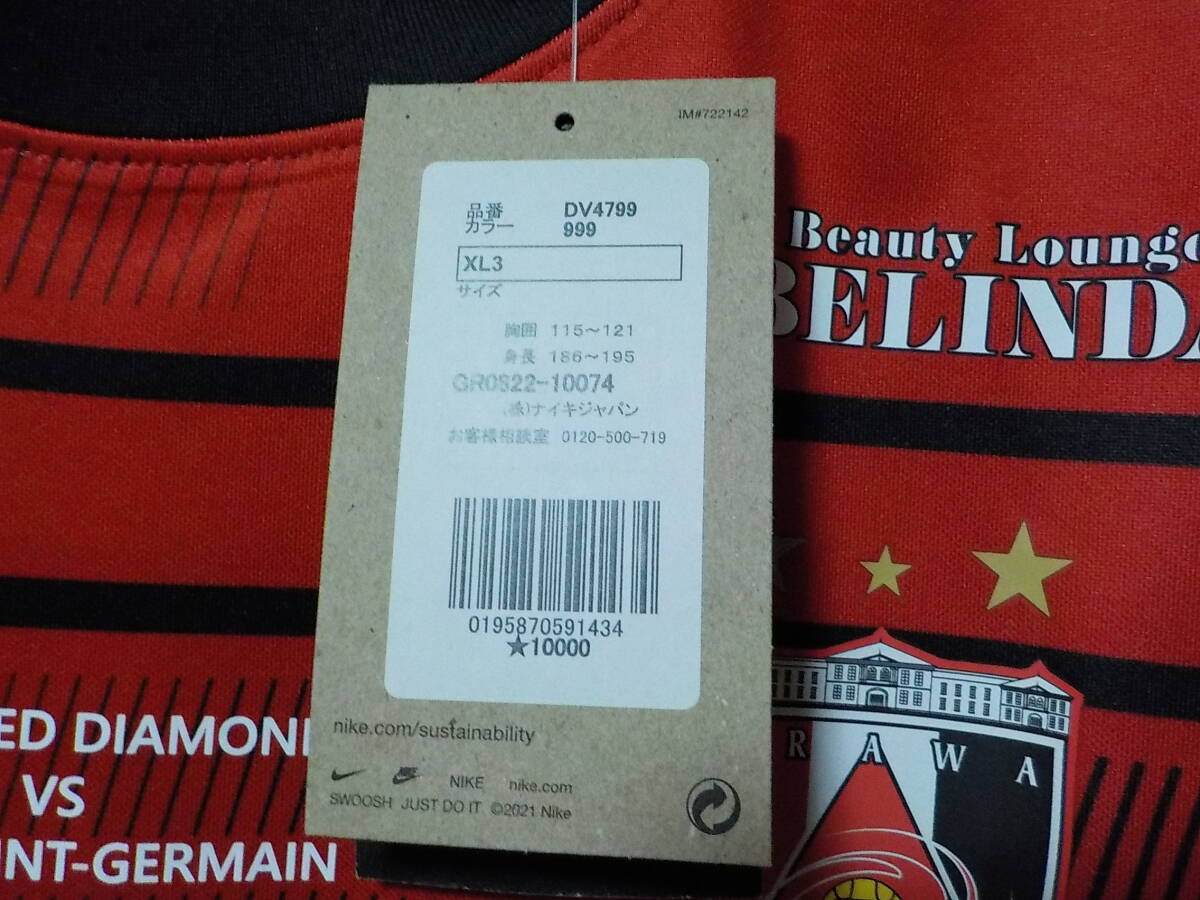 IM#722142
品番 DV4799
カラー 999
XL3
サイズ
胸囲 115～121
身長 186～195
GR0S22-10074
(株)ナイキジャパン
お客様相談室 0120-500-719
0195870591434
★10000
nike.com/sustainability
NIKE nike.com
SWOOSH JUST DO IT ©2021 Nike
Beauty Lounge
BELINDA
ED DIAMON
VS
INT-GERMAIN
RAWA